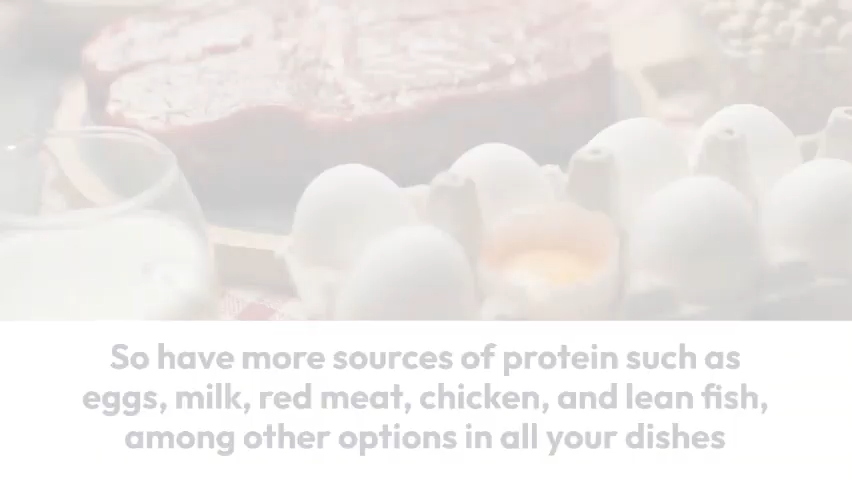 So have more sources of protein such as
eggs, milk, red meat, chicken, and lean fish,
among other options in all your dishes